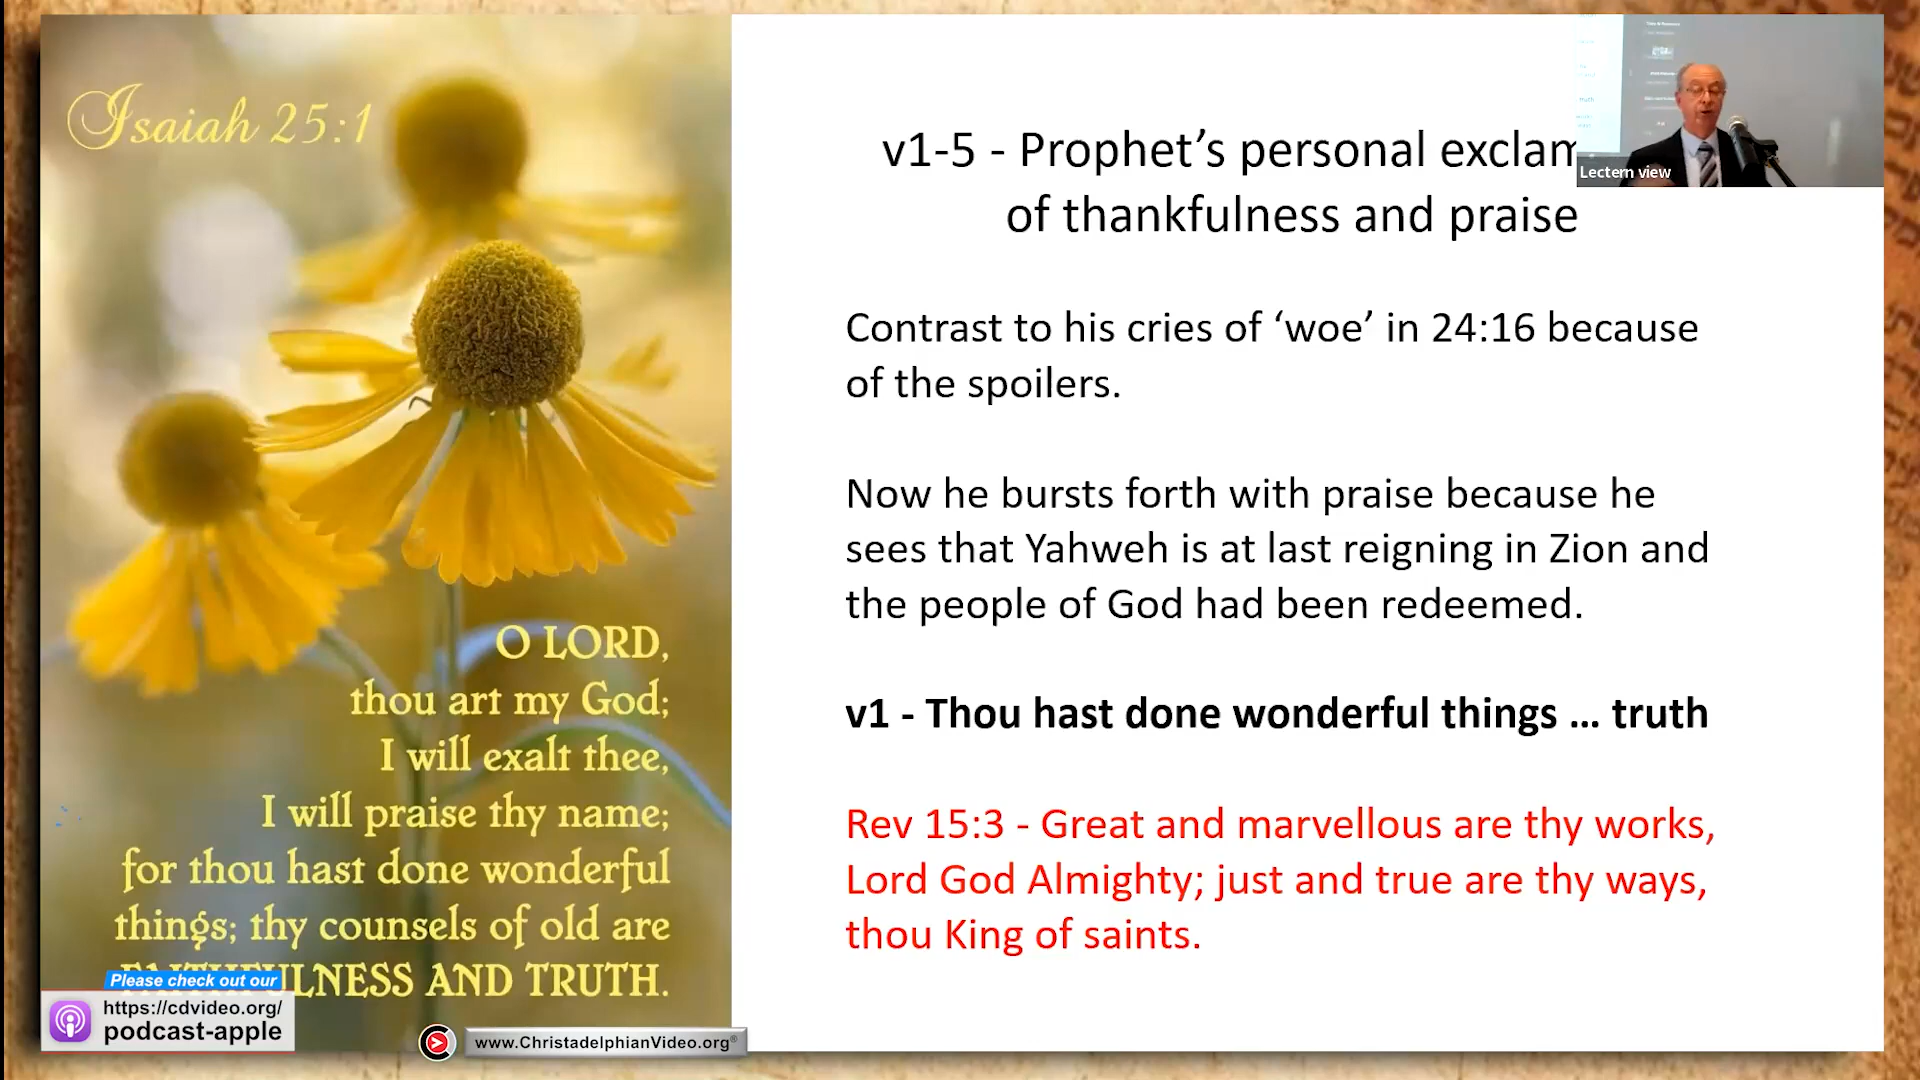 Isaiah 25:1
O LORD,
thou art my God;
I will exalt thee,
I will praise thy name;
for thou hast done wonderful
things; thy counsels of old are
FAITHFULNESS AND TRUTH.
Please check out our
https://cdvideo.org/
podcast-apple
www.ChristadelphianVideo.org®
v1-5 - Prophet’s personal exclam
of thankfulness and praise
Contrast to his cries of ‘woe’ in 24:16 because
of the spoilers.
Now he bursts forth with praise because he
sees that Yahweh is at last reigning in Zion and
the people of God had been redeemed.
v1 - Thou hast done wonderful things ... truth
Rev 15:3 - Great and marvellous are thy works,
Lord God Almighty; just and true are thy ways,
thou King of saints.
Lectern view